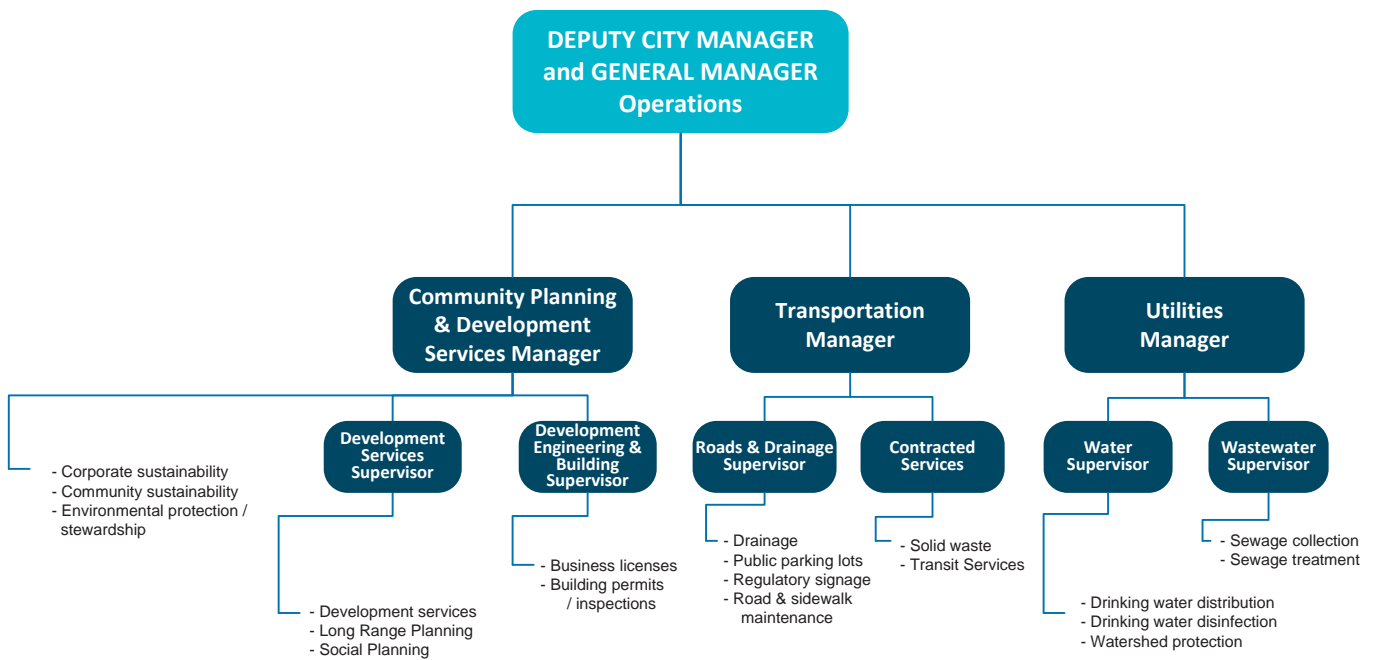 DEPUTY CITY MANAGER
and GENERAL MANAGER
Operations
Community Planning
& Development
Services Manager
Transportation
Manager
Utilities
Manager
- Corporate sustainability
- Community sustainability
- Environmental protection /
stewardship
Development
Services
Supervisor
- Development services
- Long Range Planning
- Social Planning
Development
Engineering &
Building
Supervisor
- Business licenses
- Building permits
/ inspections
Roads & Drainage
Supervisor
- Drainage
- Public parking lots
- Regulatory signage
- Road & sidewalk
maintenance
Contracted
Services
- Solid waste
- Transit Services
Water
Supervisor
- Drinking water distribution
- Drinking water disinfection
- Watershed protection
Wastewater
Supervisor
- Sewage collection
- Sewage treatment